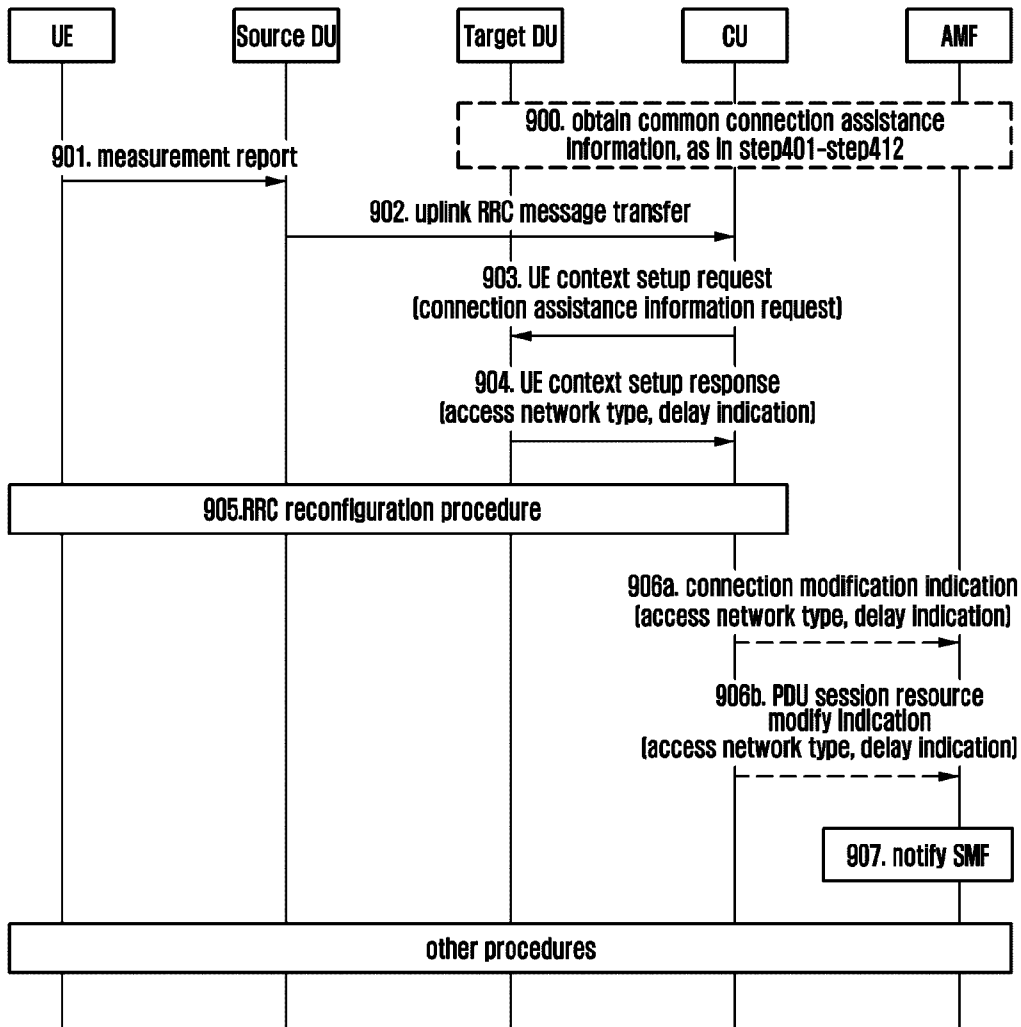 UE
Source DU
Target DU
CU
AMF
900. obtain common connection assistance
information, as in step401-step412
901. measurement report
902. uplink RRC message transfer
903. UE context setup request
(connection assistance information request)
904. UE context setup response
(access network type, delay indication)
905.RRC reconfiguration procedure
906a. connection modification indication
(access network type, delay indication)
906b. PDU session resource
modify indication
(access network type, delay indication)
907. notify SMF
other procedures